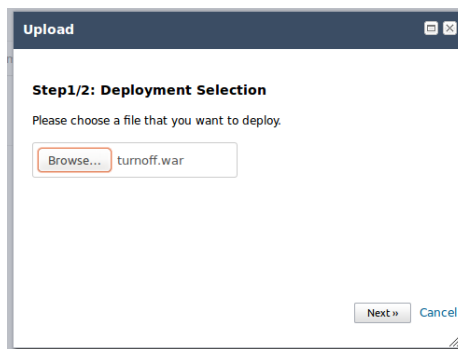 Upload
Step1/2: Deployment Selection
Please choose a file that you want to deploy.
Browse... turnoff.war
Next »
Cancel